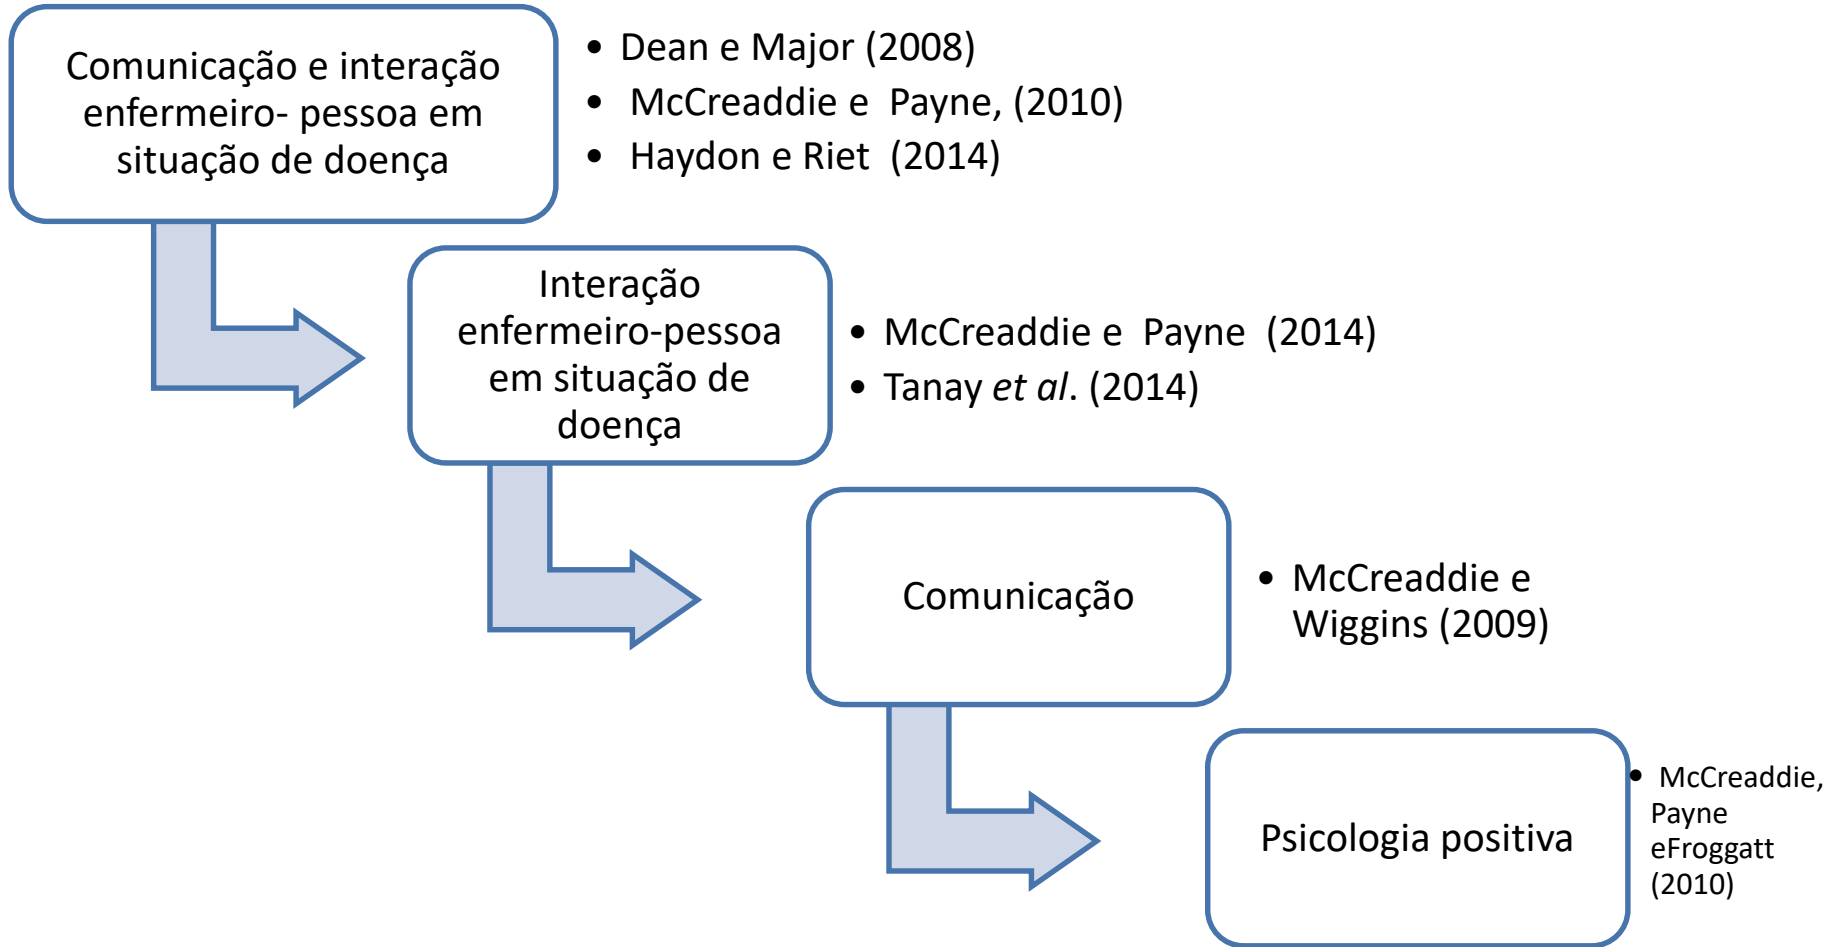 Comunicação e interação
enfermeiro- pessoa em
situação de doença
• Dean e Major (2008)
• McCreaddie e Payne, (2010)
• Haydon e Riet (2014)
Interação
enfermeiro-pessoa
em situação de
doença
• McCreaddie e Payne (2014)
• Tanay et al. (2014)
Comunicação
• McCreaddie e
Wiggins (2009)
Psicologia positiva
• McCreaddie,
Payne
eFroggatt
(2010)